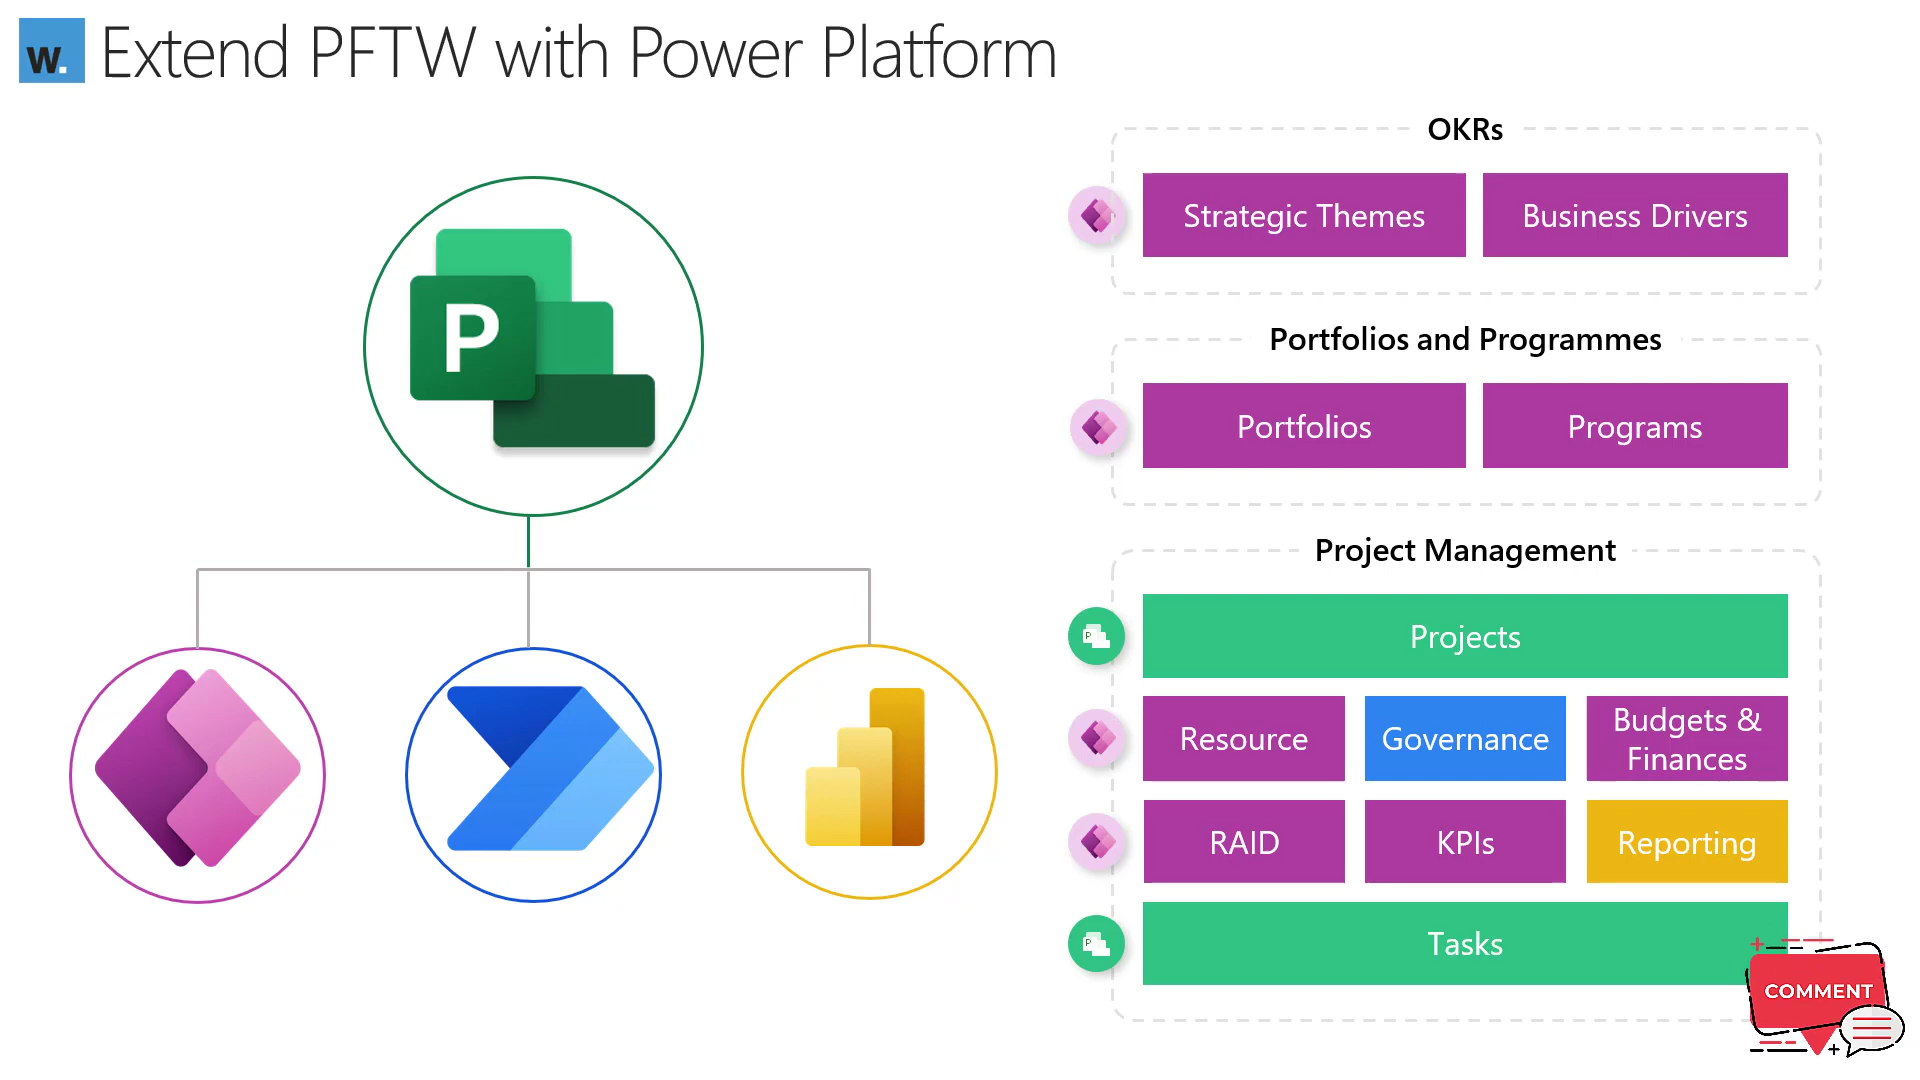 w.
Extend PFTW with Power Platform
P
OKRs
Strategic Themes
Business Drivers
Portfolios and Programmes
Portfolios
Programs
Project Management
P
Projects
Resource
Governance
Budgets &
Finances
RAID
KPIs
Reporting
P
Tasks
COMMENT